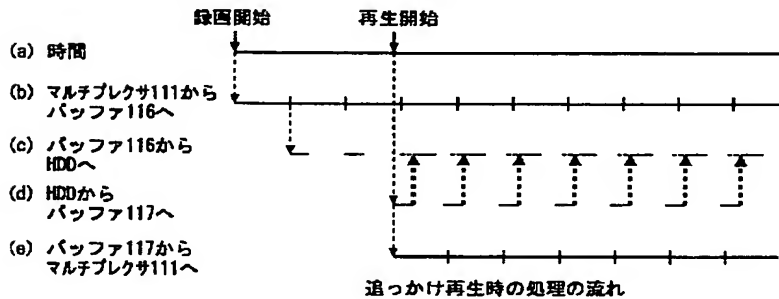 録画開始 再生開始
(a) 時間
(b) マルチプレクサ111から
バッファ116へ
(c) バッファ116から
HDDへ
(d) HDDから
バッファ117へ
(e) バッファ117から
マルチプレクサ111へ
追っかけ再生時の処理の流れ